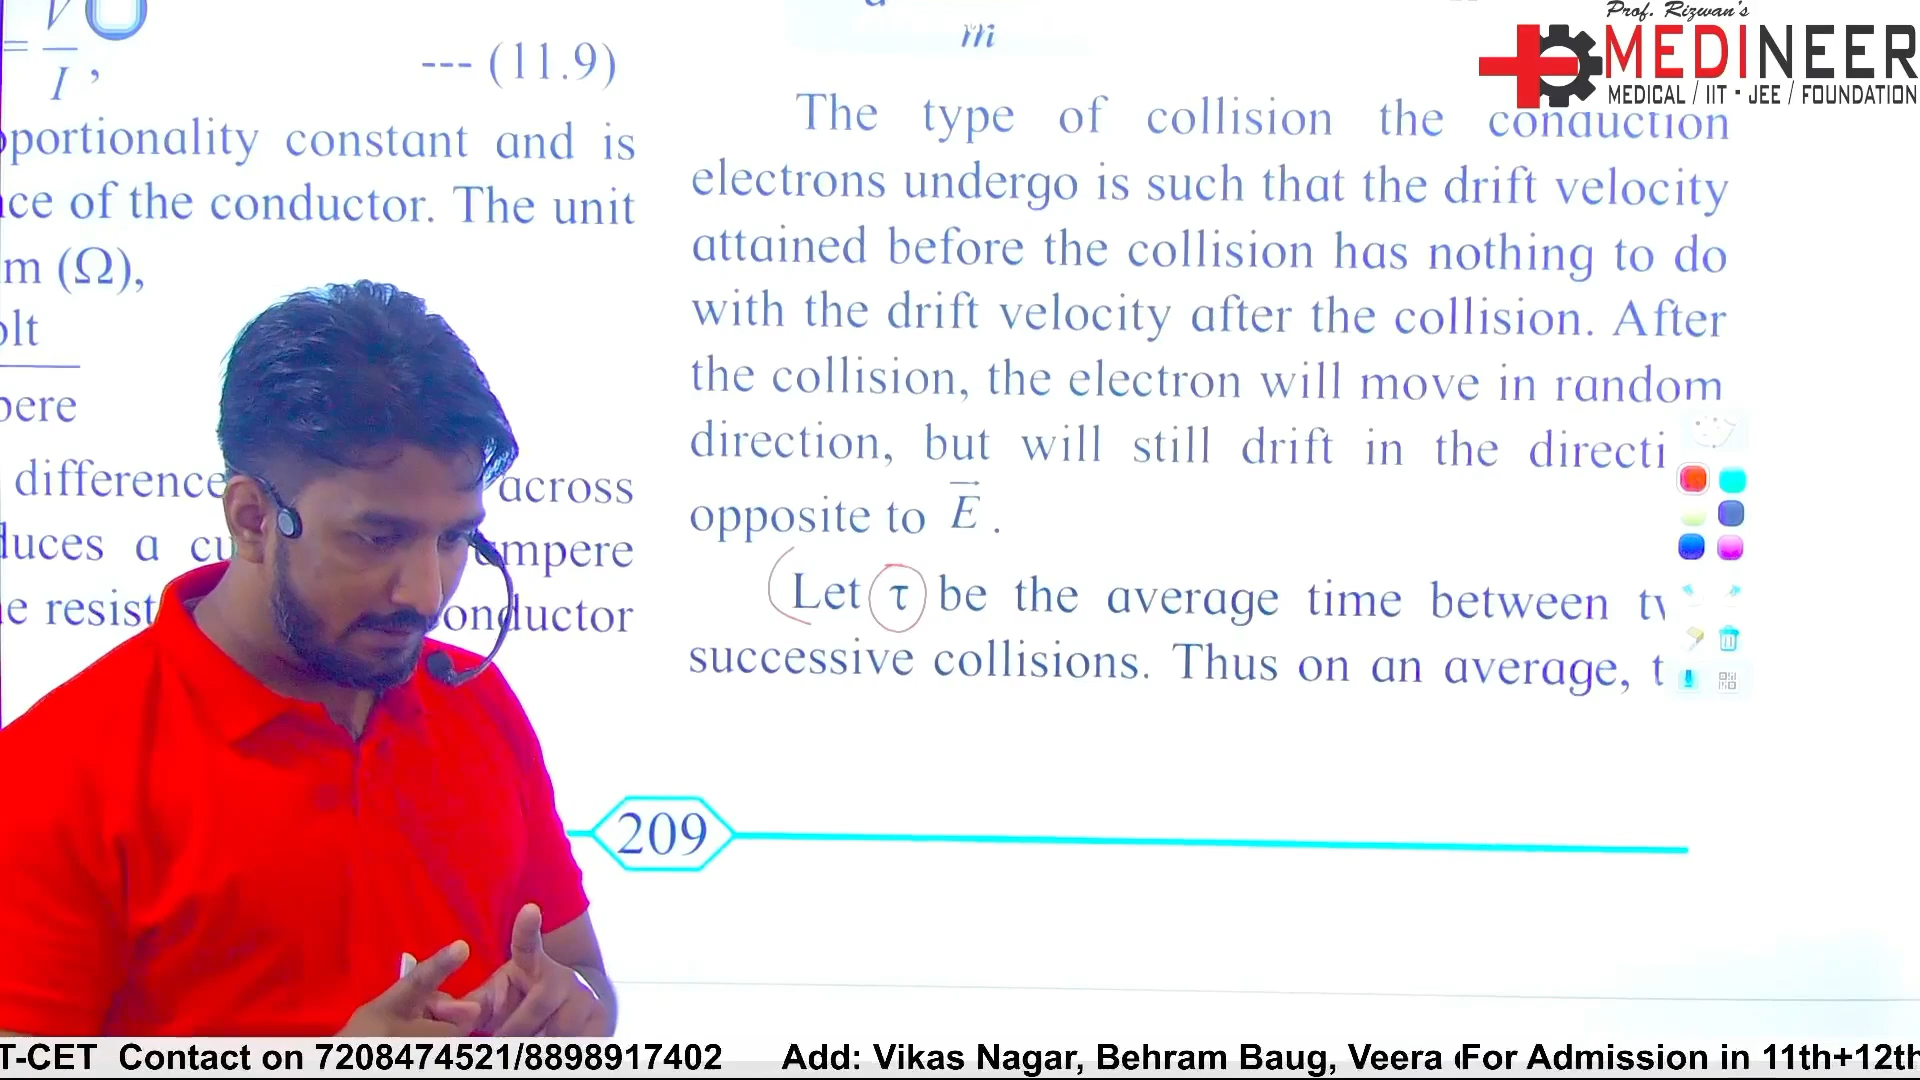 = V
I ,
--- (11.9)
portionality constant and is
ce of the conductor. The unit
m (Ω),
olt
pere
difference across
duces a cu mpere
e resist onductor
m
The type of collision the conduction
electrons undergo is such that the drift velocity
attained before the collision has nothing to do
with the drift velocity after the collision. After
the collision, the electron will move in random
direction, but will still drift in the directi
opposite to E .
Let τ be the average time between tw
successive collisions. Thus on an average, t
209
Prof. Rizwan's
MEDINEER
MEDICAL / IIT - JEE / FOUNDATION
T-CET Contact on 7208474521/8898917402 Add: Vikas Nagar, Behram Baug, Veera For Admission in 11th+12th